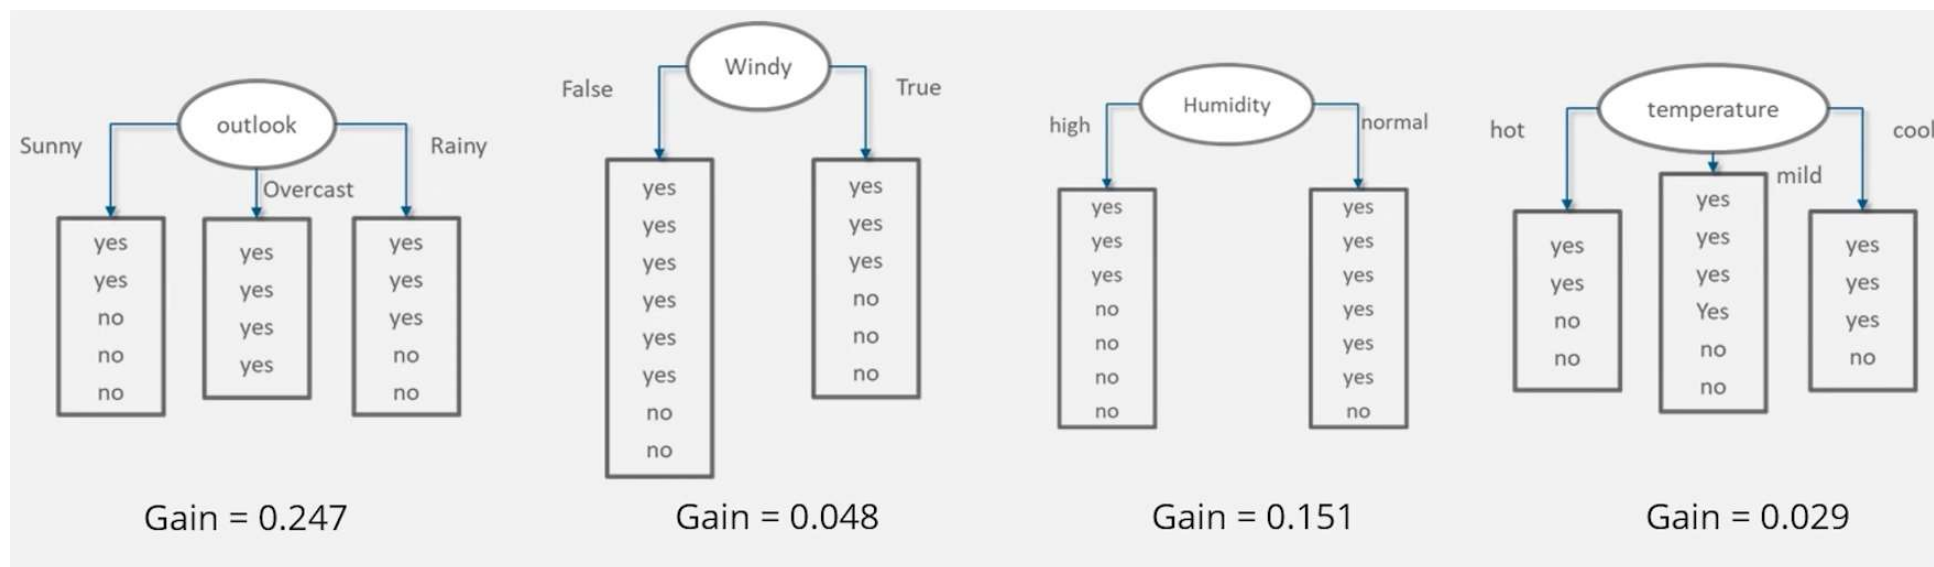 outlook
Sunny
Overcast
Rainy
yes
yes
no
no
no
yes
yes
yes
yes
yes
yes
yes
no
no
Gain = 0.247
Windy
False
True
yes
yes
yes
yes
yes
yes
no
no
yes
yes
yes
no
no
no
Gain = 0.048
Humidity
high
normal
yes
yes
yes
no
no
no
no
yes
yes
yes
yes
yes
yes
no
Gain = 0.151
temperature
hot
mild
cool
yes
yes
no
no
yes
yes
yes
Yes
no
no
yes
yes
yes
no
Gain = 0.029